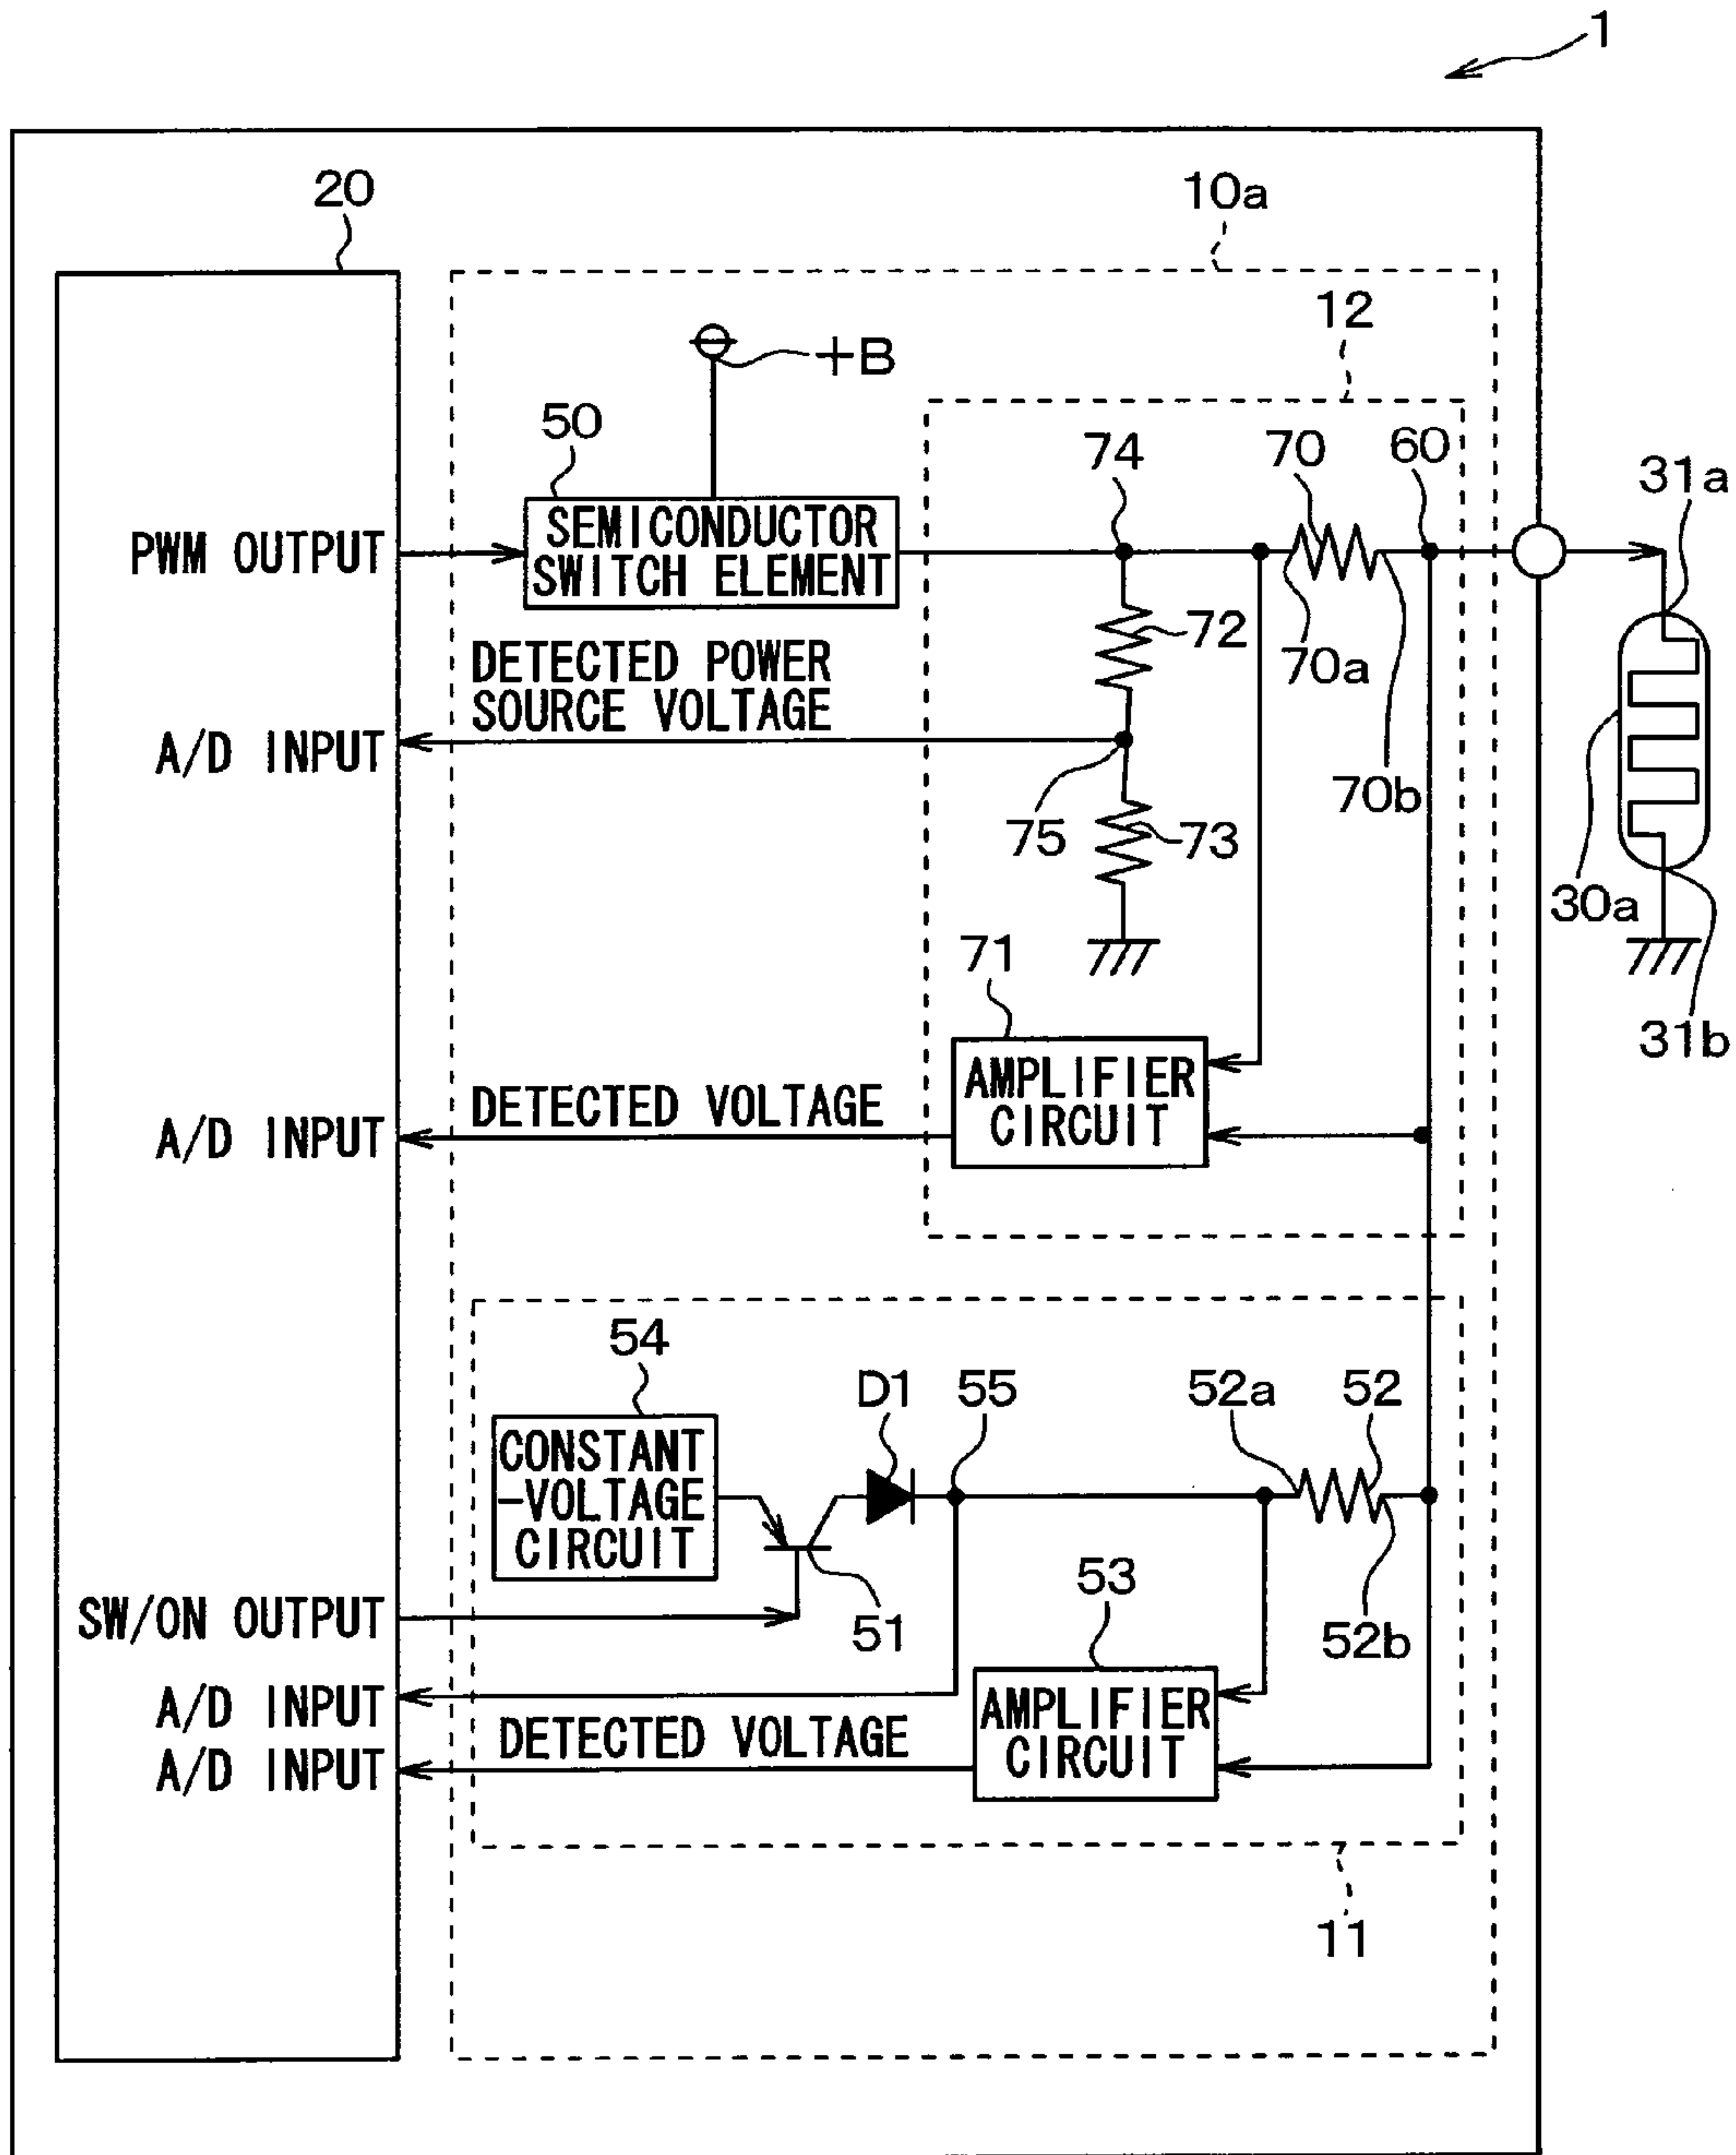 1
20
10a
12
+B
50
74
70
60
31a
PWM OUTPUT
SEMICONDUCTOR
SWITCH ELEMENT
72
70a
DETECTED POWER
SOURCE VOLTAGE
A/D INPUT
70b
75
73
30a
71
31b
AMPLIFIER
CIRCUIT
DETECTED VOLTAGE
A/D INPUT
54
D1
55
52a
52
CONSTANT
-VOLTAGE
CIRCUIT
53
SW/ON OUTPUT
51
52b
A/D INPUT
AMPLIFIER
CIRCUIT
DETECTED VOLTAGE
A/D INPUT
11